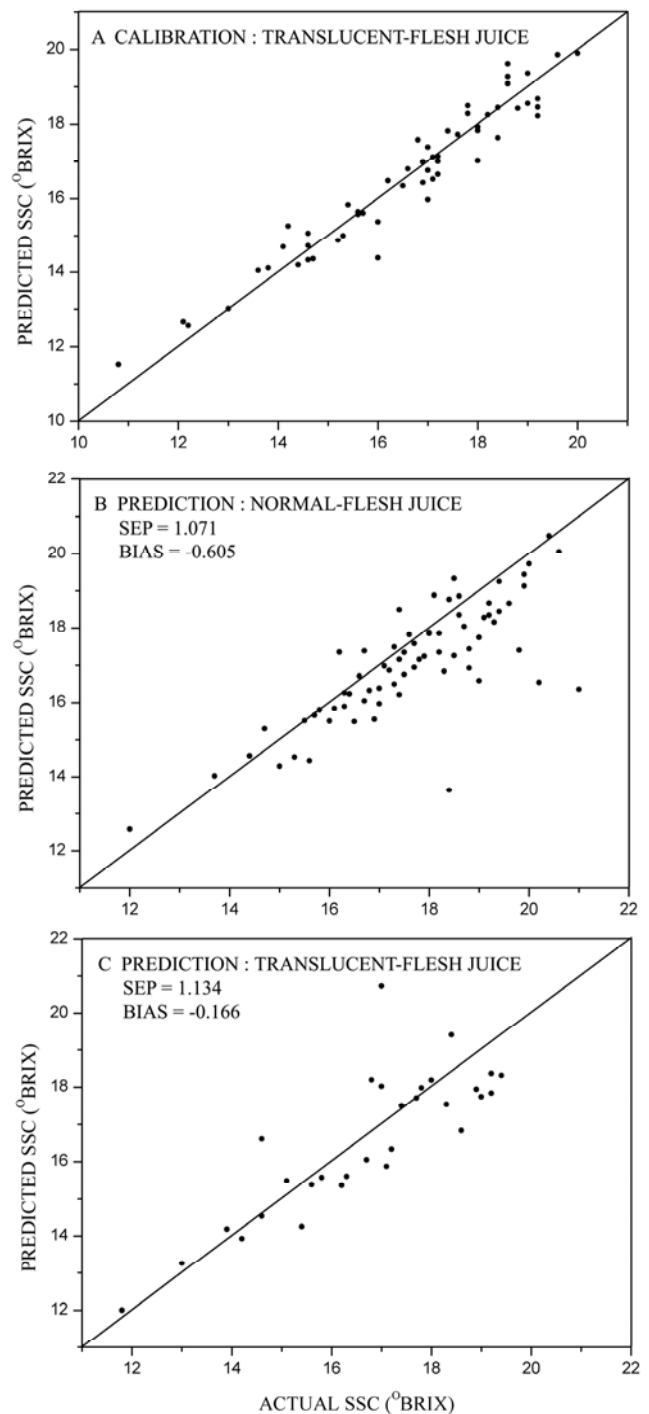 A CALIBRATION : TRANSLUCENT-FLESH JUICE
20
18
16
14
12
10
PREDICTED SSC (°BRIX)
10 12 14 16 18 20
B PREDICTION : NORMAL-FLESH JUICE
SEP = 1.071
BIAS = -0.605
22
20
18
16
14
12
PREDICTED SSC (°BRIX)
12 14 16 18 20 22
C PREDICTION : TRANSLUCENT-FLESH JUICE
SEP = 1.134
BIAS = -0.166
22
20
18
16
14
12
PREDICTED SSC (°BRIX)
12 14 16 18 20 22
ACTUAL SSC (°BRIX)